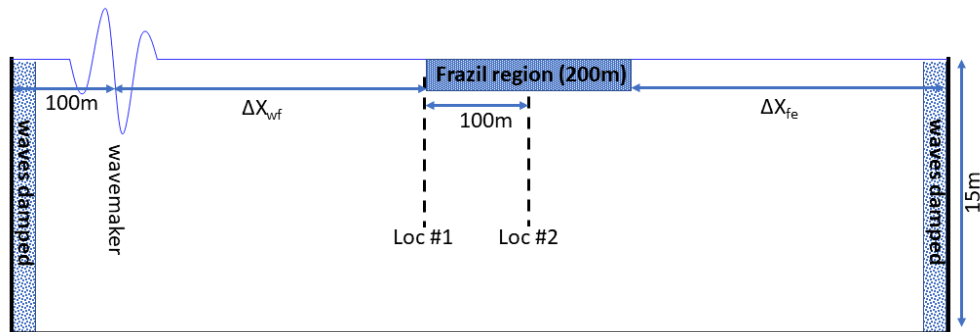 Frazil region (200m)
100m
ΔXwf
100m
ΔXfe
waves damped
wavemaker
Loc #1
Loc #2
waves damped
15m